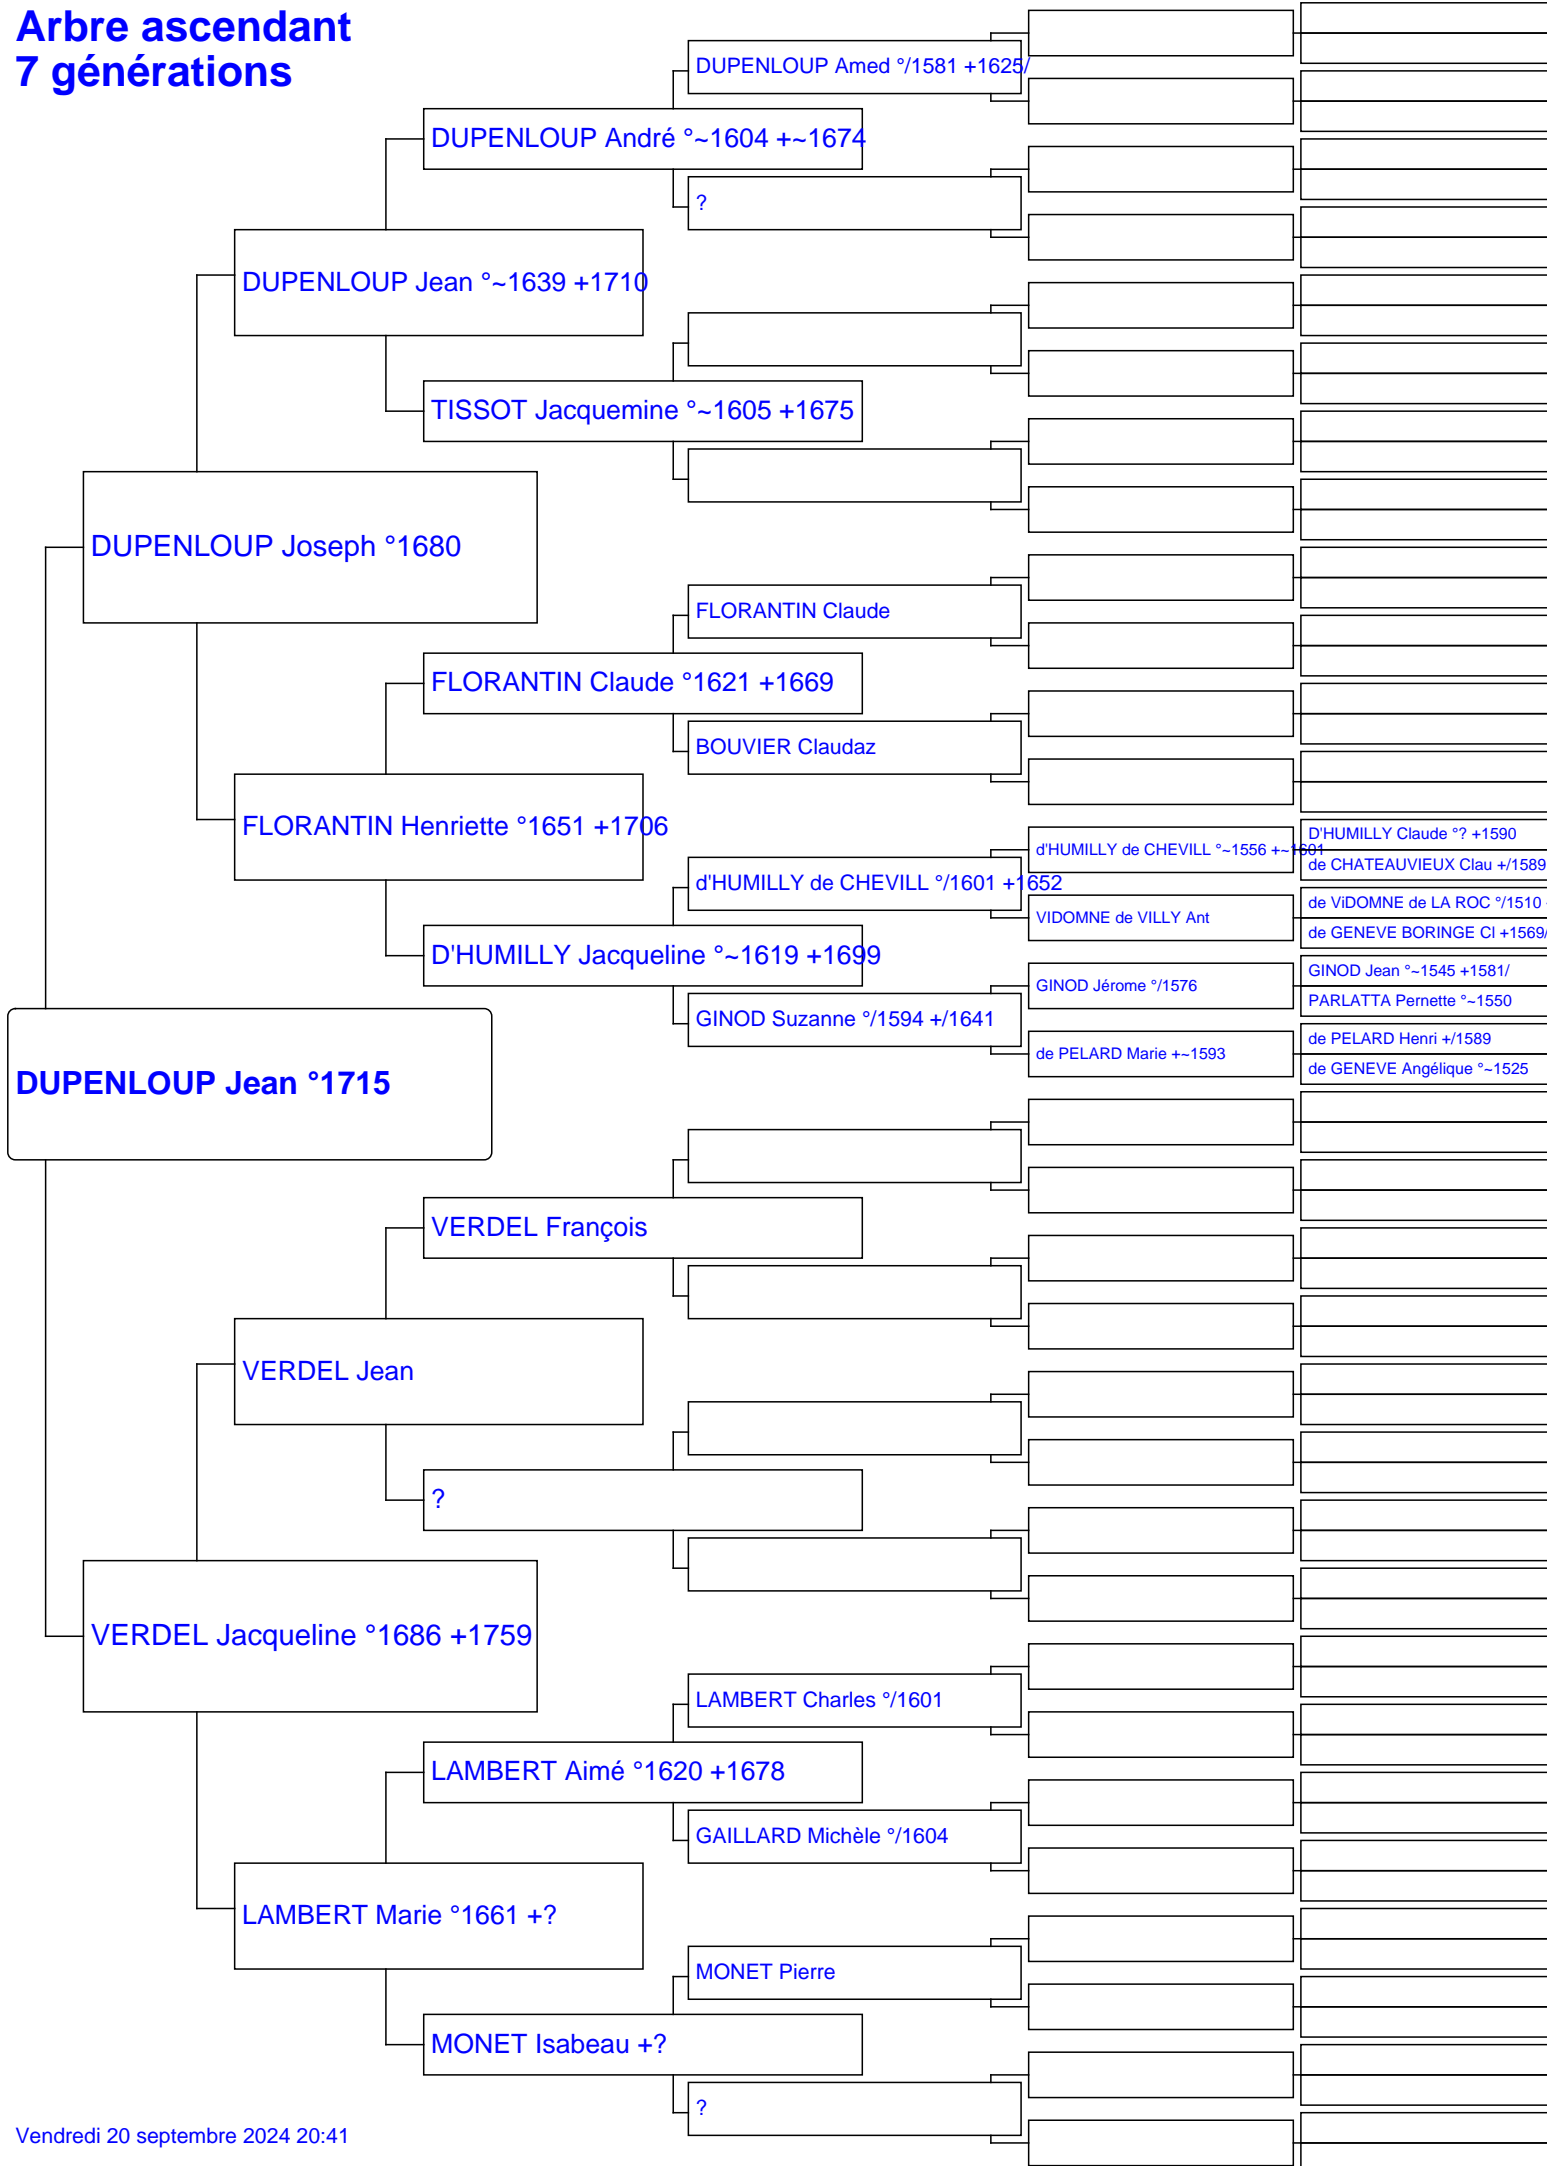 Arbre ascendant
7 générations
DUPENLOUP Amed °/1581 +1625/
DUPENLOUP André °~1604 +~1674
?
DUPENLOUP Jean °~1639 +1710
TISSOT Jacquemine °~1605 +1675
DUPENLOUP Joseph °1680
FLORANTIN Claude
FLORANTIN Claude °1621 +1669
BOUVIER Claudaz
FLORANTIN Henriette °1651 +1706
D'HUMILLY Claude °? +1590
d'HUMILLY de CHEVILL °~1556 +~1601
de CHATEAUVIEUX Clau +/1589
d'HUMILLY de CHEVILL °/1601 +1652
de ViDOMNE de LA ROC °/1510
VIDOMNE de VILLY Ant
de GENEVE BORINGE Cl +1569/
D'HUMILLY Jacqueline °~1619 +1699
GINOD Jean °~1545 +1581/
GINOD Jérome °/1576
PARLATTA Pernette °~1550
GINOD Suzanne °/1594 +/1641
de PELARD Henri +/1589
de PELARD Marie +~1593
de GENEVE Angélique °~1525
DUPENLOUP Jean °1715
VERDEL François
VERDEL Jean
?
VERDEL Jacqueline °1686 +1759
LAMBERT Charles °/1601
LAMBERT Aimé °1620 +1678
GAILLARD Michèle °/1604
LAMBERT Marie °1661 +?
MONET Pierre
MONET Isabeau +?
?
Vendredi 20 septembre 2024 20:41